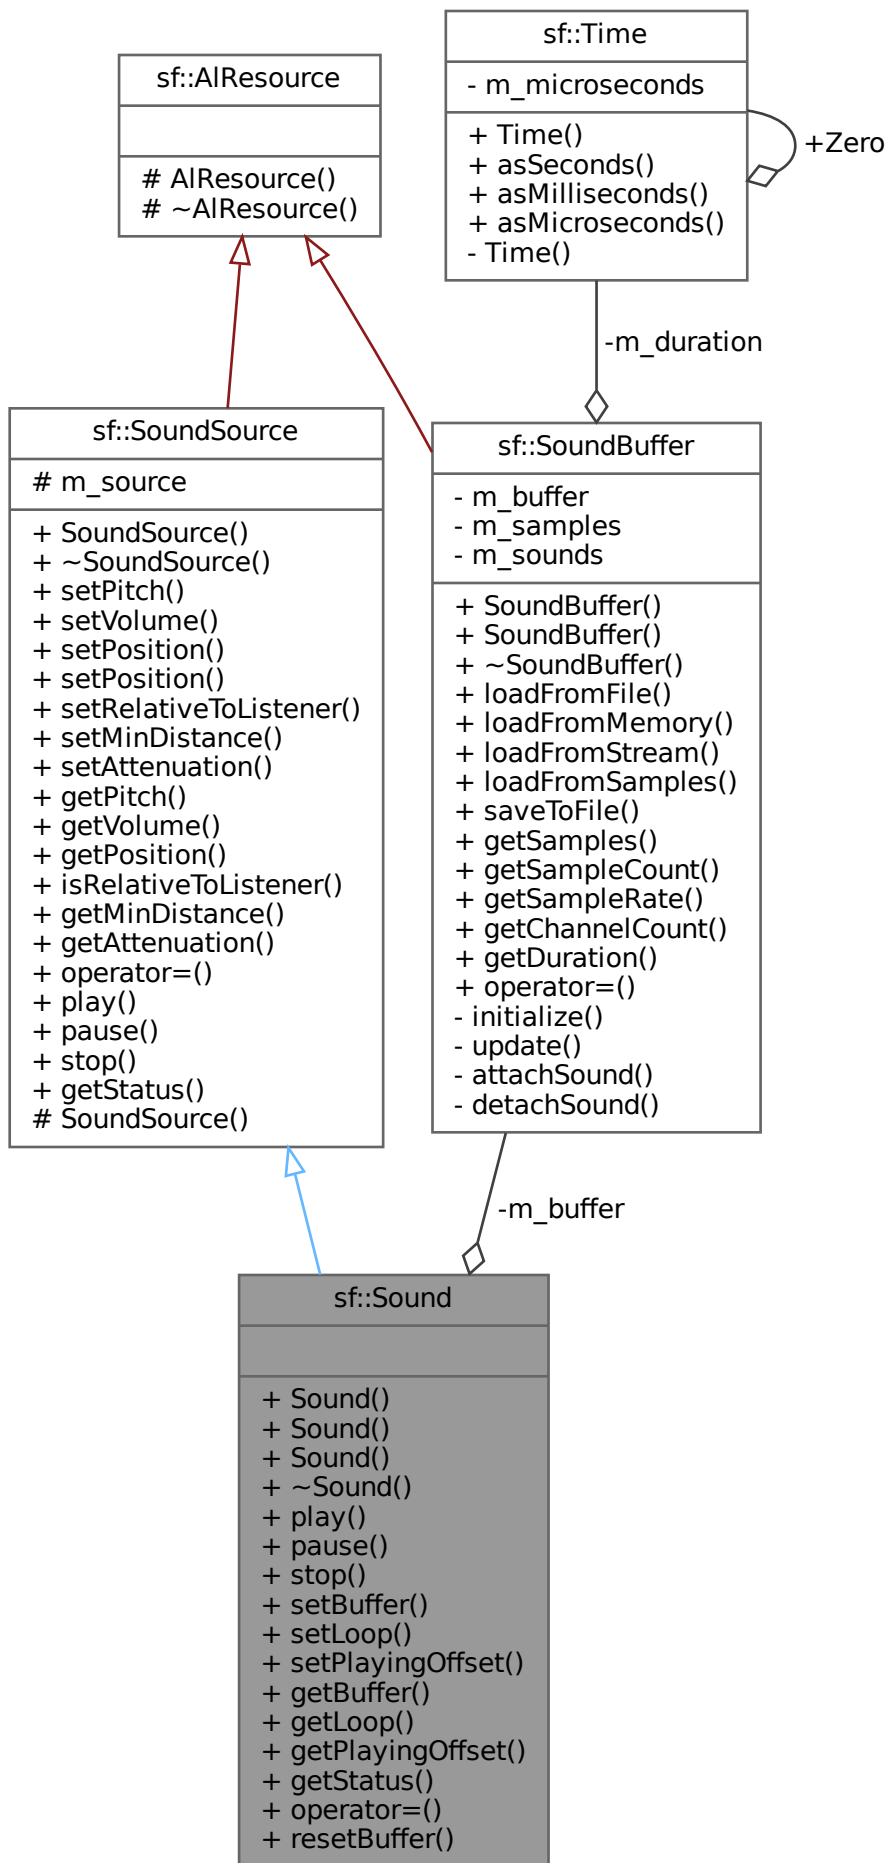 sf::AlResource
# AlResource()
# ~AlResource()
sf::Time
- m_microseconds
+ Time()
+ asSeconds()
+ asMilliseconds()
+ asMicroseconds()
- Time()
+Zero
-m_duration
sf::SoundSource
# m_source
+ SoundSource()
+ ~SoundSource()
+ setPitch()
+ setVolume()
+ setPosition()
+ setPosition()
+ setRelativeToListener()
+ setMinDistance()
+ setAttenuation()
+ getPitch()
+ getVolume()
+ getPosition()
+ isRelativeToListener()
+ getMinDistance()
+ getAttenuation()
+ operator=()
+ play()
+ pause()
+ stop()
+ getStatus()
# SoundSource()
sf::SoundBuffer
- m_buffer
- m_samples
- m_sounds
+ SoundBuffer()
+ SoundBuffer()
+ ~SoundBuffer()
+ loadFromFile()
+ loadFromMemory()
+ loadFromStream()
+ loadFromSamples()
+ saveToFile()
+ getSamples()
+ getSampleCount()
+ getSampleRate()
+ getChannelCount()
+ getDuration()
+ operator=()
- initialize()
- update()
- attachSound()
- detachSound()
-m_buffer
sf::Sound
+ Sound()
+ Sound()
+ Sound()
+ ~Sound()
+ play()
+ pause()
+ stop()
+ setBuffer()
+ setLoop()
+ setPlayingOffset()
+ getBuffer()
+ getLoop()
+ getPlayingOffset()
+ getStatus()
+ operator=()
+ resetBuffer()